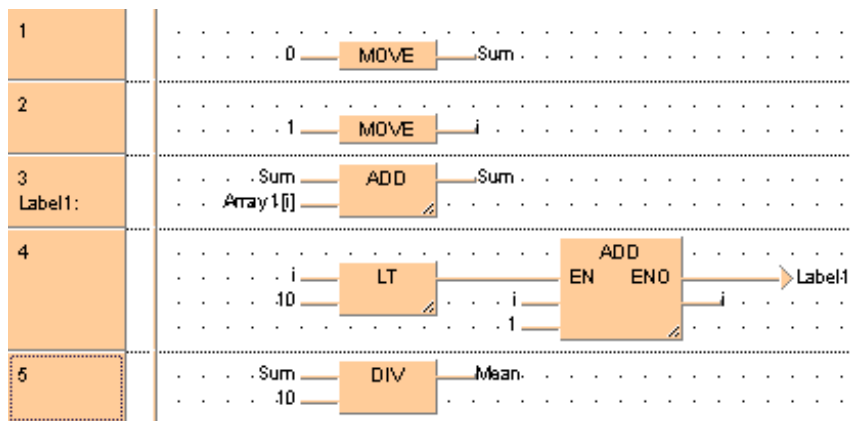 1
0 MOVE Sum
2
1 MOVE i
3 Sum ADD Sum
Label1: Array1[i]
4 ADD
i LT EN ENO Label1
10 i i
1
5 Sum DIV Mean
10